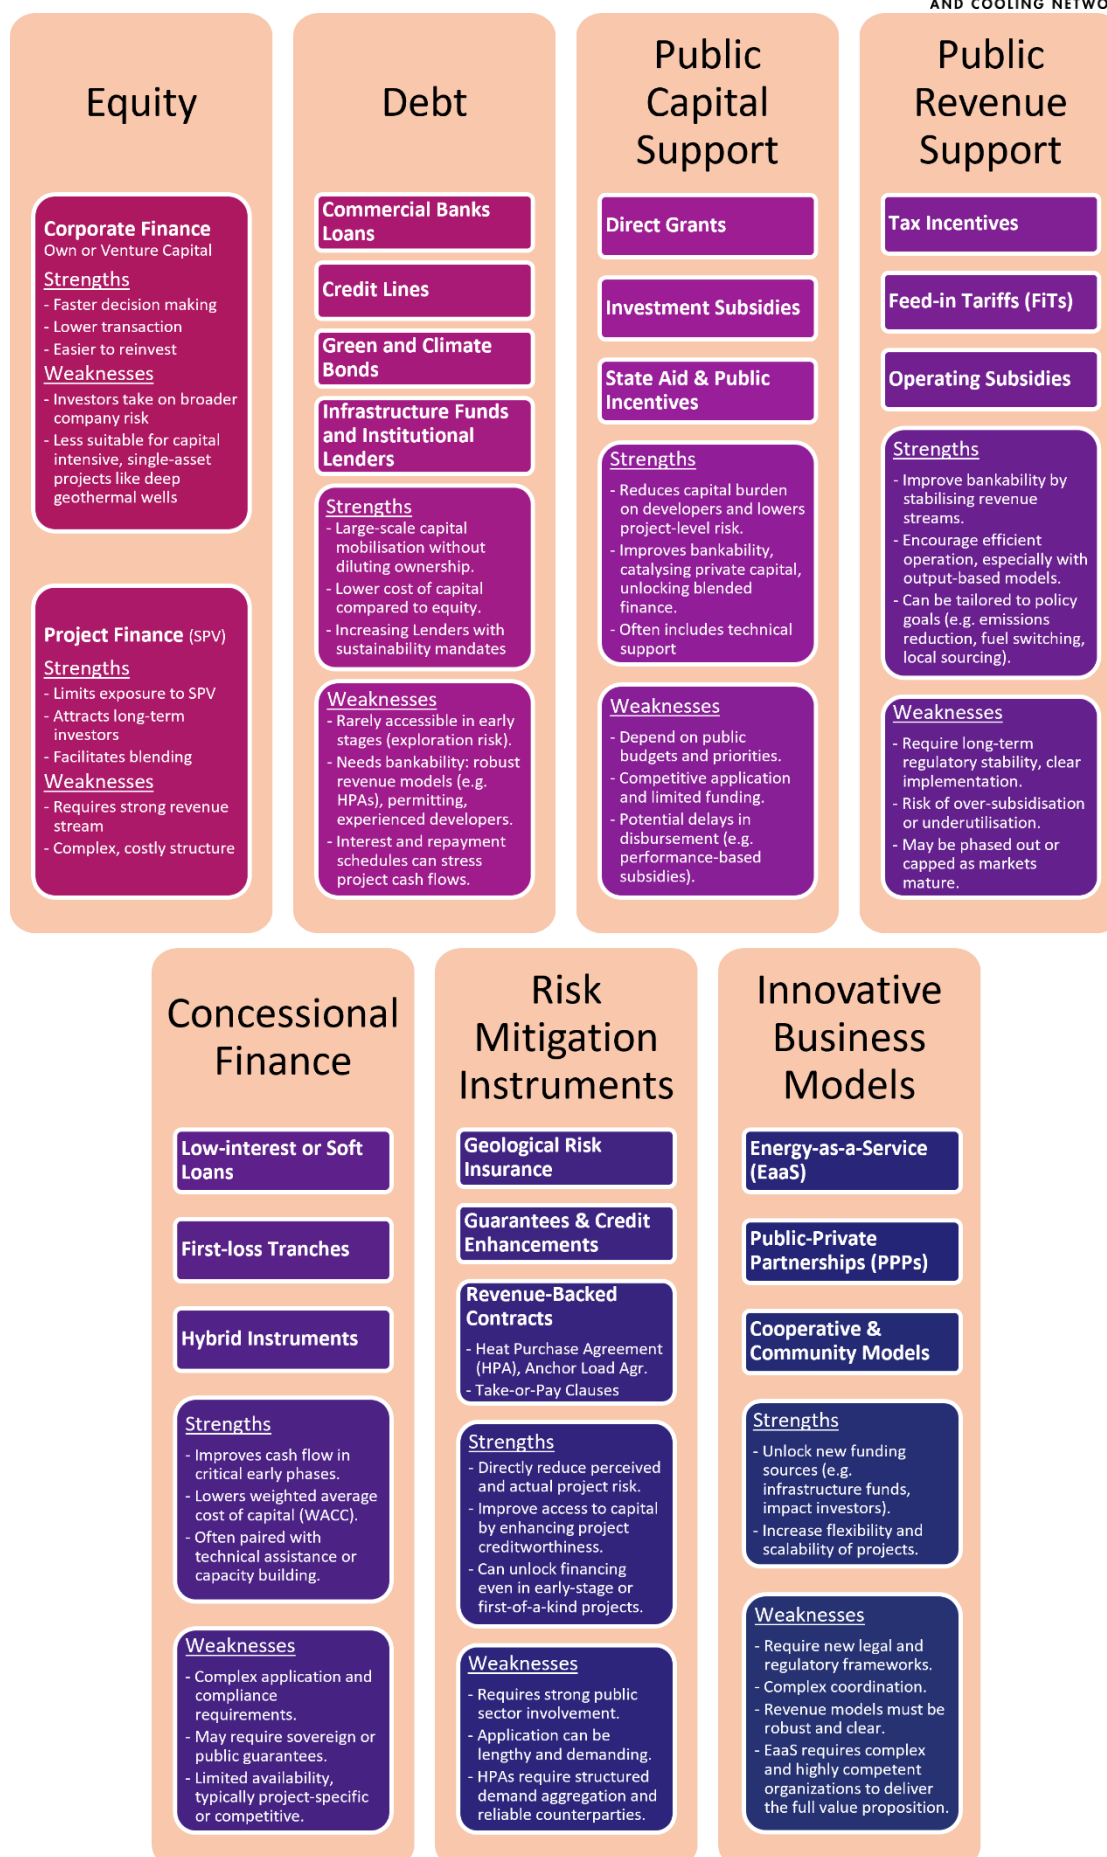 AND COOLING NETWO
Equity
Corporate Finance
Own or Venture Capital
Strengths
- Faster decision making
- Lower transaction
- Easier to reinvest
Weaknesses
- Investors take on broader
company risk
- Less suitable for capital
intensive, single-asset
projects like deep
geothermal wells
Project Finance (SPV)
Strengths
- Limits exposure to SPV
- Attracts long-term
investors
- Facilitates blending
Weaknesses
- Requires strong revenue
stream
- Complex, costly structure
Debt
Commercial Banks
Loans
Credit Lines
Green and Climate
Bonds
Infrastructure Funds
and Institutional
Lenders
Strengths
- Large-scale capital
mobilisation without
diluting ownership.
- Lower cost of capital
compared to equity.
- Increasing Lenders with
sustainability mandates
Weaknesses
- Rarely accessible in early
stages (exploration risk).
- Needs bankability: robust
revenue models (e.g.
HPAs), permitting,
experienced developers.
- Interest and repayment
schedules can stress
project cash flows.
Public
Capital
Support
Direct Grants
Investment Subsidies
State Aid & Public
Incentives
Strengths
- Reduces capital burden
on developers and lowers
project-level risk.
- Improves bankability,
catalysing private capital,
unlocking blended
finance.
- Often includes technical
support
Weaknesses
- Depend on public
budgets and priorities.
- Competitive application
and limited funding.
- Potential delays in
disbursement (e.g.
performance-based
subsidies).
Public
Revenue
Support
Tax Incentives
Feed-in Tariffs (FiTs)
Operating Subsidies
Strengths
- Improve bankability by
stabilising revenue
streams.
- Encourage efficient
operation, especially with
output-based models.
- Can be tailored to policy
goals (e.g. emissions
reduction, fuel switching,
local sourcing).
Weaknesses
- Require long-term
regulatory stability, clear
implementation.
- Risk of over-subsidisation
or underutilisation.
- May be phased out or
capped as markets
mature.
Concessional
Finance
Low-interest or Soft
Loans
First-loss Tranches
Hybrid Instruments
Strengths
- Improves cash flow in
critical early phases.
- Lowers weighted average
cost of capital (WACC).
- Often paired with
technical assistance or
capacity building.
Weaknesses
- Complex application and
compliance
requirements.
- May require sovereign or
public guarantees.
- Limited availability,
typically project-specific
or competitive.
Risk
Mitigation
Instruments
Geological Risk
Insurance
Guarantees & Credit
Enhancements
Revenue-Backed
Contracts
- Heat Purchase Agreement
(HPA), Anchor Load Agr.
- Take-or-Pay Clauses
Strengths
- Directly reduce perceived
and actual project risk.
- Improve access to capital
by enhancing project
creditworthiness.
- Can unlock financing
even in early-stage or
first-of-a-kind projects.
Weaknesses
- Requires strong public
sector involvement.
- Application can be
lengthy and demanding.
- HPAs require structured
demand aggregation and
reliable counterparties.
Innovative
Business
Models
Energy-as-a-Service
(EaaS)
Public-Private
Partnerships (PPPs)
Cooperative &
Community Models
Strengths
- Unlock new funding
sources (e.g.
infrastructure funds,
impact investors).
- Increase flexibility and
scalability of projects.
Weaknesses
- Require new legal and
regulatory frameworks.
- Complex coordination.
- Revenue models must be
robust and clear.
- EaaS requires complex
and highly competent
organizations to deliver
the full value proposition.